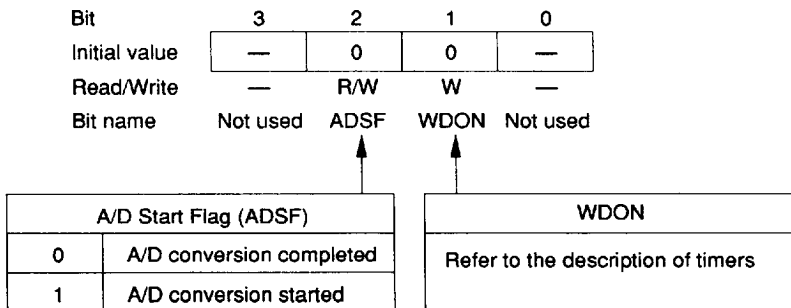 Bit 3 2 1 0
Initial value — 0 0 —
Read/Write — R/W W —
Bit name Not used ADSF WDON Not used
A/D Start Flag (ADSF)
0 A/D conversion completed
1 A/D conversion started
WDON
Refer to the description of timers